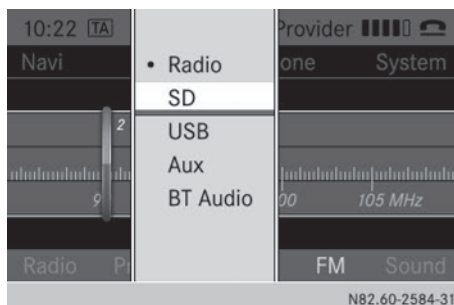 10:22 TA Provider
Navi one System
• Radio
SD
USB
Aux
BT Audio
2
9 00 105 MHz
Radio P FM Sound
N82.60-2584-31